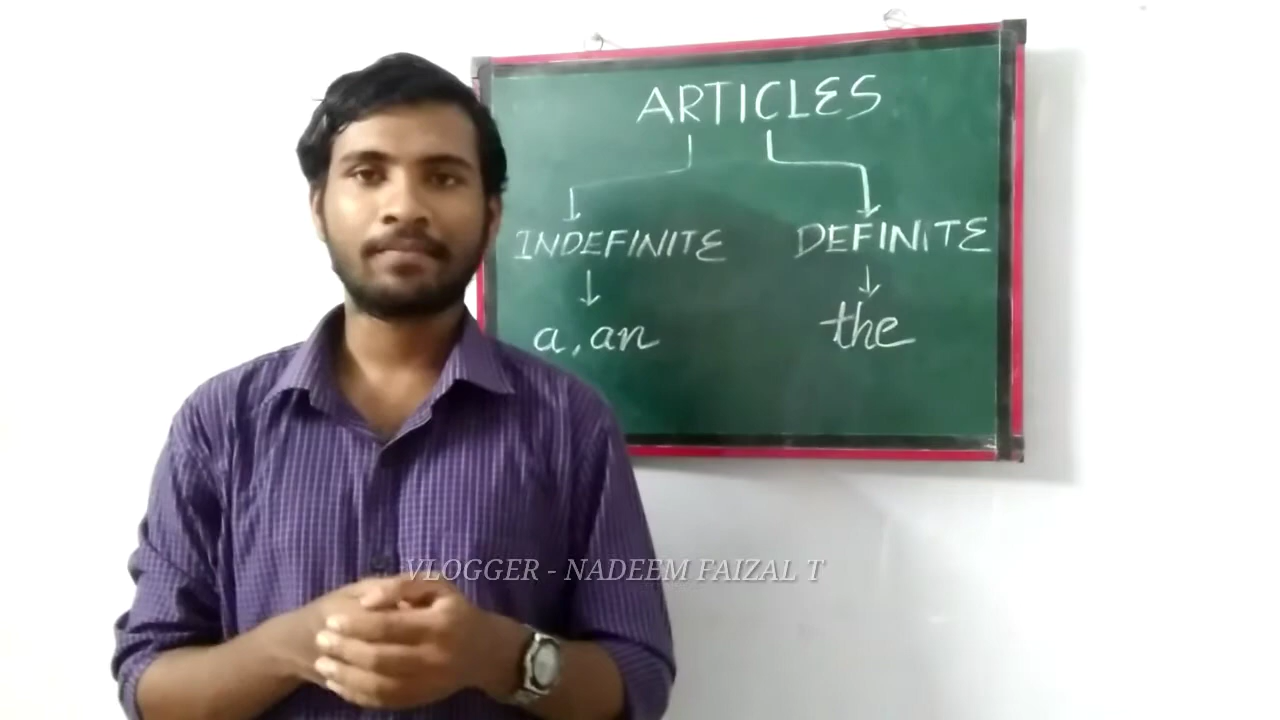 ARTICLES
INDEFINITE DEFINITE
a, an the
VLOGGER - NADEEM FAIZAL T